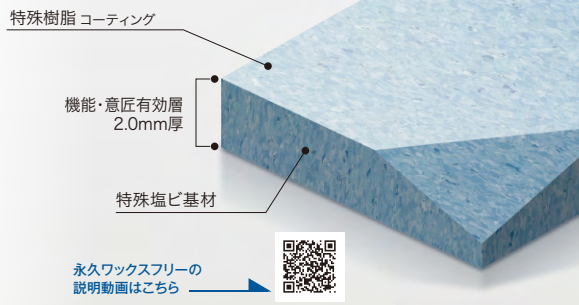 特殊樹脂 コーティング
機能・意匠有効層
2.0mm厚
特殊塩ビ基材
永久ワックスフリーの
説明動画はこちら